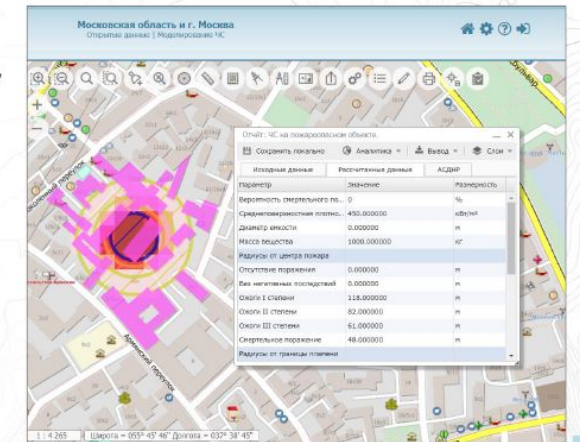 Московская область и г. Москва
Открытые данные | Моделирование ЧС
Отчёт: ЧС на пожароопасном объекте.
Сохранить локально Аналитика Вывод Слои
Исходные данные Рассчитанные данные АСДНР
Параметр Значение Размерность
Вероятность смертельного по... 0 %
Среднеповерхностная плотно... 450.000000 кВт/м²
Диаметр емкости 0.000000 м
Масса вещества 1000.000000 кг
Радиусы от центра пожара
Отсутствие поражения 0.000000 м
Без негативных последствий 0.000000 м
Ожоги I степени 118.000000 м
Ожоги II степени 82.000000 м
Ожоги III степени 61.000000 м
Смертельное поражение 48.000000 м
Радиусы от границы пламени
Армянский переулок
1 : 4 265 Широта = 055° 45' 46" Долгота = 037° 38' 45"